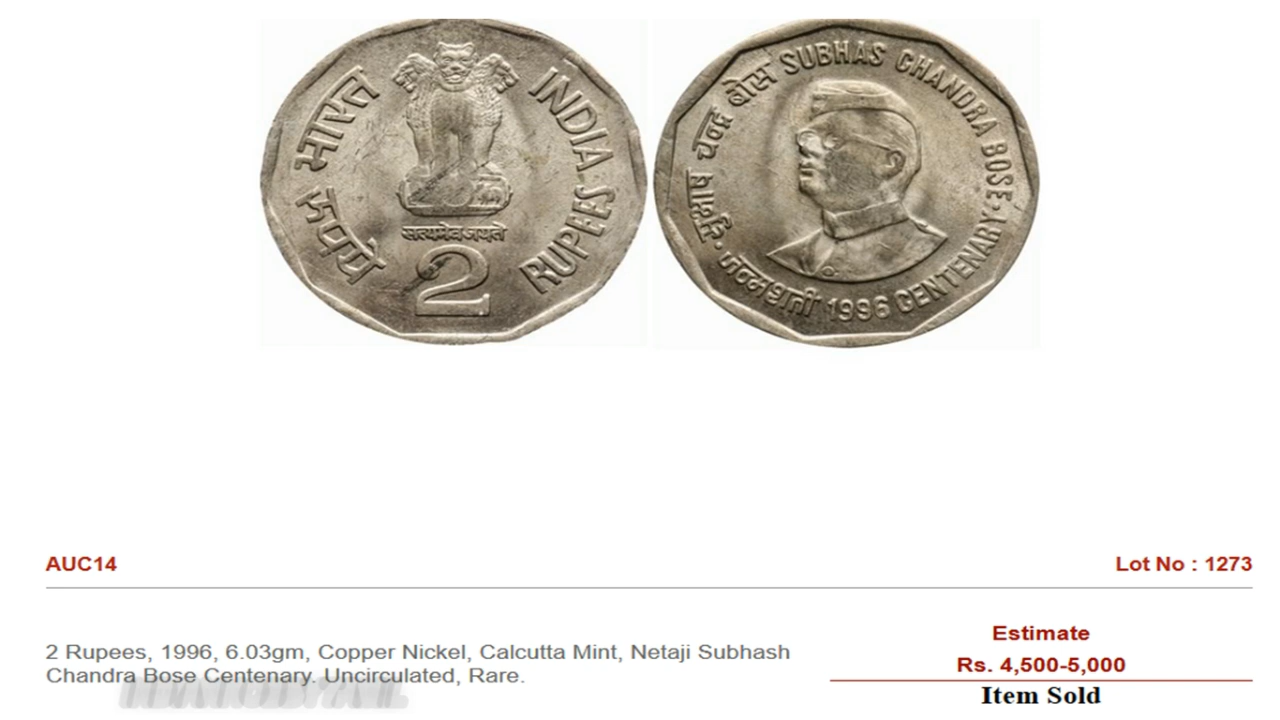 भारत INDIA
रूपये RUPEES
सत्यमेव जयते
2
सुभाष चन्द्र बोस SUBHAS CHANDRA BOSE
जन्मशती 1996 CENTENARY
AUC14
Lot No : 1273
Estimate
2 Rupees, 1996, 6.03gm, Copper Nickel, Calcutta Mint, Netaji Subhash
Rs. 4,500-5,000
Chandra Bose Centenary. Uncirculated, Rare.
Item Sold